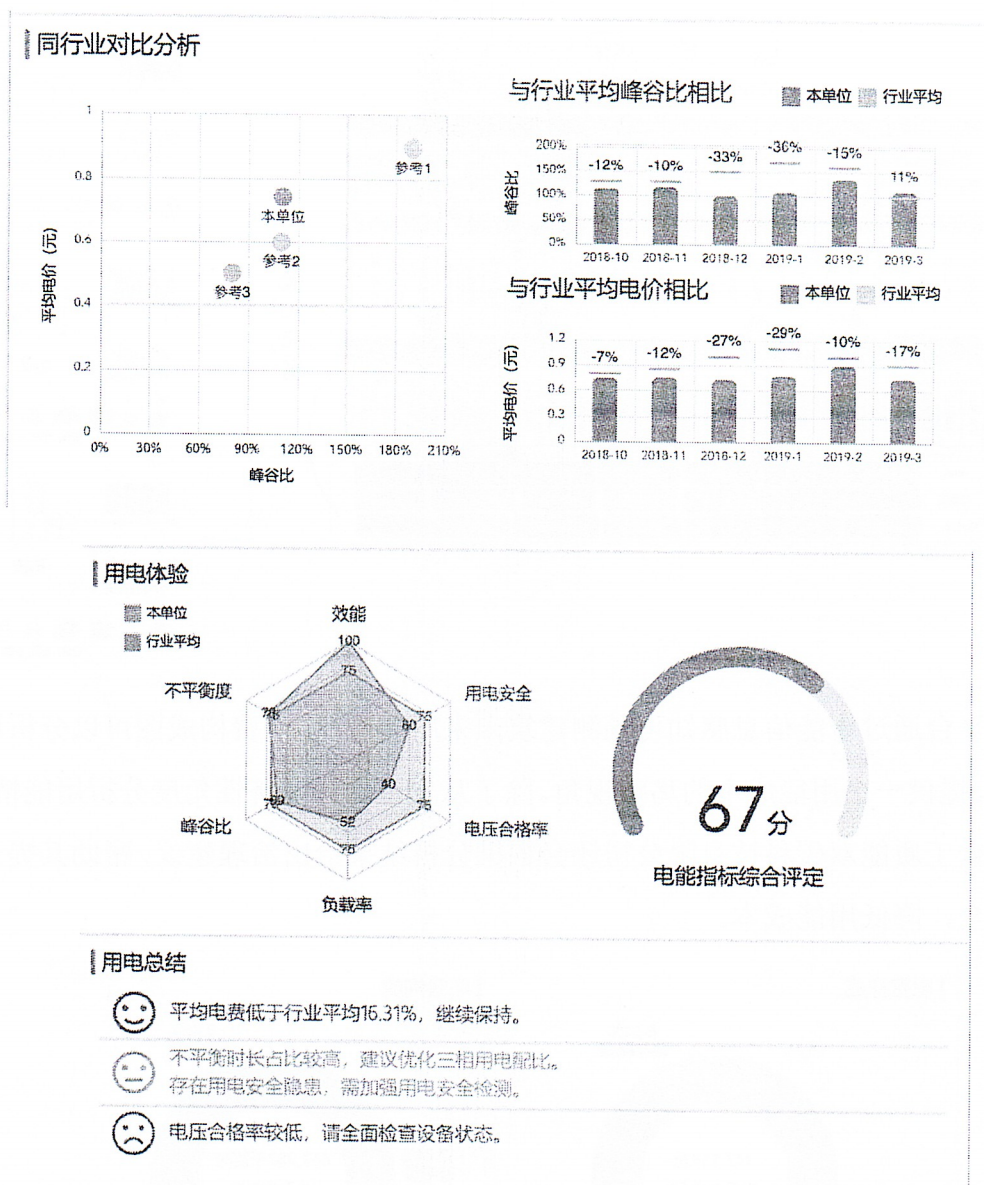 同行业对比分析
1
0.8
0.6
0.4
0.2
0
平均电价（元）
参考1
本单位
参考2
参考3
0% 30% 60% 90% 120% 150% 180% 210%
峰谷比
与行业平均峰谷比相比
本单位 行业平均
峰谷比
200%
150%
100%
50%
0%
-12% -10% -33% -36% -15% 11%
2018-10 2018-11 2018-12 2019-1 2019-2 2019-3
与行业平均电价相比
本单位 行业平均
平均电价（元）
1.2
0.9
0.6
0.3
0
-7% -12% -27% -29% -10% -17%
2018-10 2018-11 2018-12 2019-1 2019-2 2019-3
用电体验
本单位
行业平均
效能
100
75
不平衡度
用电安全
75
60
40
75
峰谷比
电压合格率
52
75
负载率
67分
电能指标综合评定
用电总结
平均电费低于行业平均16.31%，继续保持。
不平衡时长占比较高，建议优化三相用电配比。
存在用电安全隐患，需加强用电安全检测。
电压合格率较低，请全面检查设备状态。